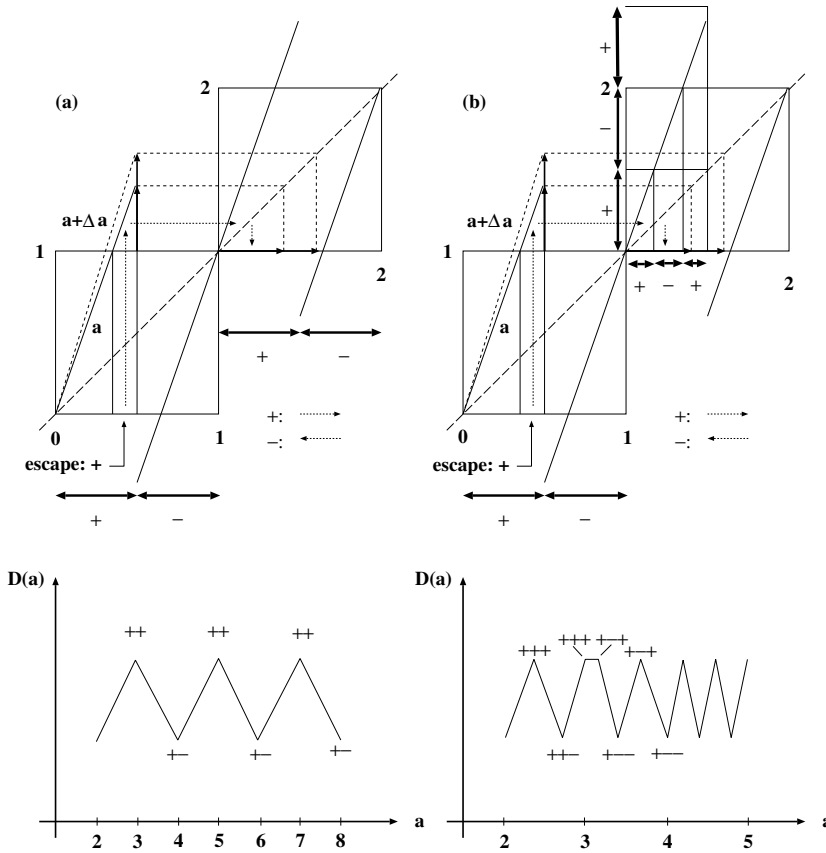 (a)
2
a+Δa
1
2
a
+
−
0
1
escape: +
+:
−:
+
−
(b)
+
2
−
+
a+Δa
1
2
+ − +
a
0
1
escape: +
+:
−:
+
−
D(a)
++ ++ ++
+− +− +−
a
2 3 4 5 6 7 8
D(a)
+++ +++ +−+ +−+
++− +−− +−−
a
2 3 4 5